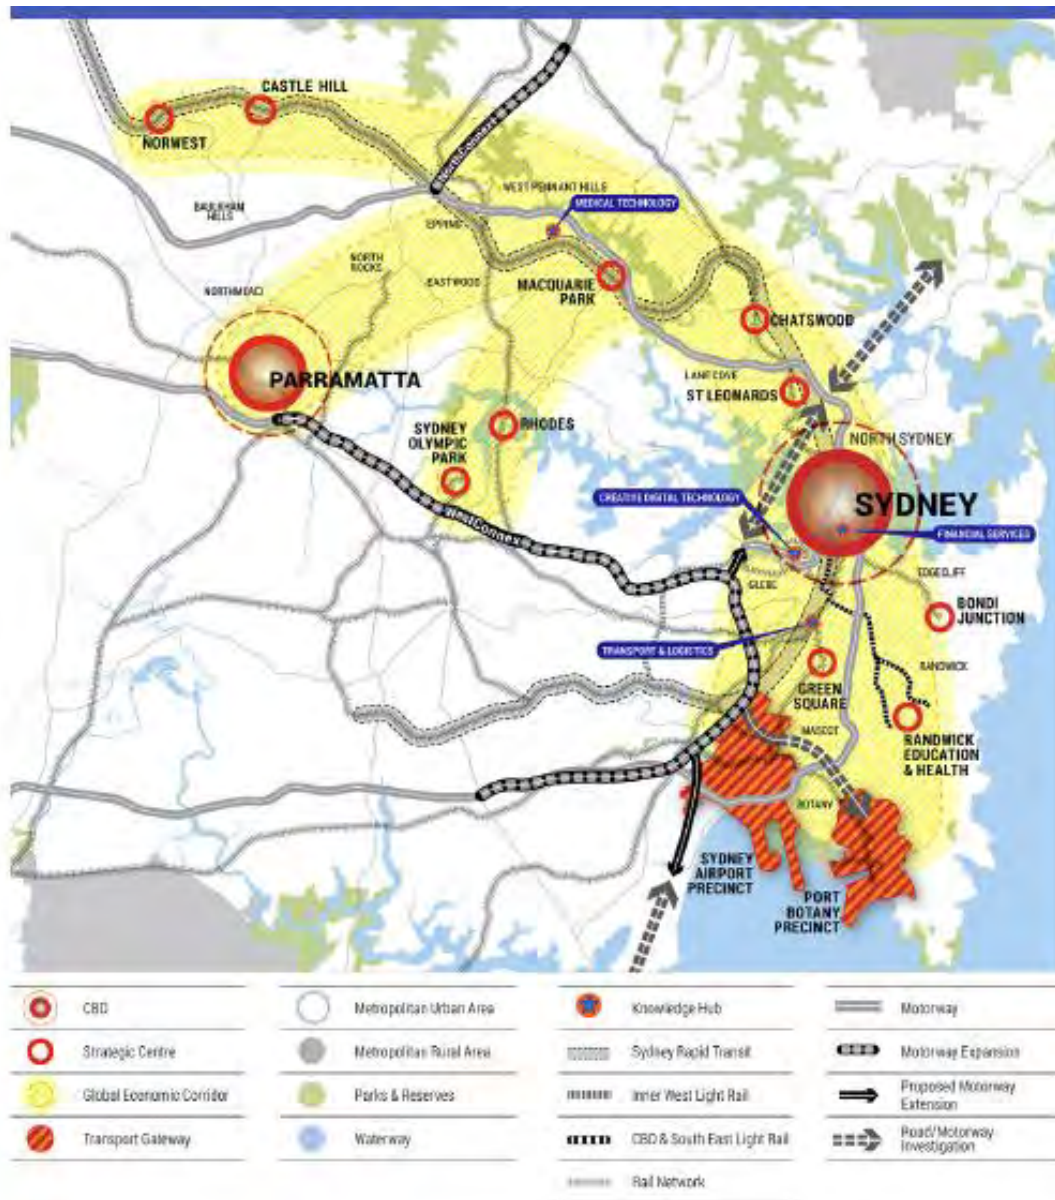 CASTLE HILL
NORWEST
NorthConnex
WEST PENNANT HILLS
MEDICAL TECHNOLOGY
BAULKHAM
HILLS
EPPING
NORTH
ROCKS
EASTWOOD
MACQUARIE
PARK
NORTHMEAD
CHATSWOOD
PARRAMATTA
LANE COVE
ST LEONARDS
SYDNEY
OLYMPIC
PARK
RHODES
NORTH SYDNEY
CREATIVE DIGITAL TECHNOLOGY
SYDNEY
WestConnex
FINANCIAL SERVICES
GLEBE
EDGECLIFF
BONDI
JUNCTION
TRANSPORT & LOGISTICS
RANDWICK
GREEN
SQUARE
MASCOT
RANDWICK
EDUCATION
& HEALTH
BOTANY
SYDNEY
AIRPORT
PRECINCT
PORT
BOTANY
PRECINCT
CBD
Strategic Centre
Global Economic Corridor
Transport Gateway
Metropolitan Urban Area
Metropolitan Rural Area
Parks & Reserves
Waterway
Knowledge Hub
Sydney Rapid Transit
Inner West Light Rail
CBD & South East Light Rail
Rail Network
Motorway
Motorway Expansion
Proposed Motorway
Extension
Road/Motorway
Investigation